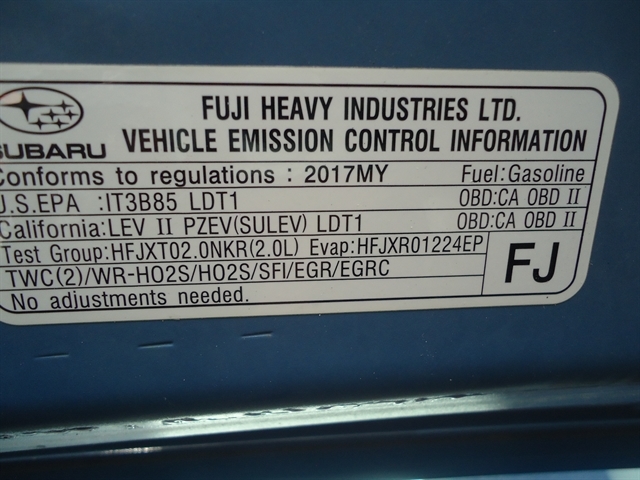 FUJI HEAVY INDUSTRIES LTD.
SUBARU VEHICLE EMISSION CONTROL INFORMATION
Conforms to regulations : 2017MY Fuel:Gasoline
U.S.EPA :IT3B85 LDT1 OBD:CA OBD II
California:LEV II PZEV(SULEV) LDT1 OBD:CA OBD II
Test Group:HFJXT02.0NKR(2.0L) Evap:HFJXR01224EP
TWC(2)/WR-HO2S/HO2S/SFI/EGR/EGRC
FJ
No adjustments needed.